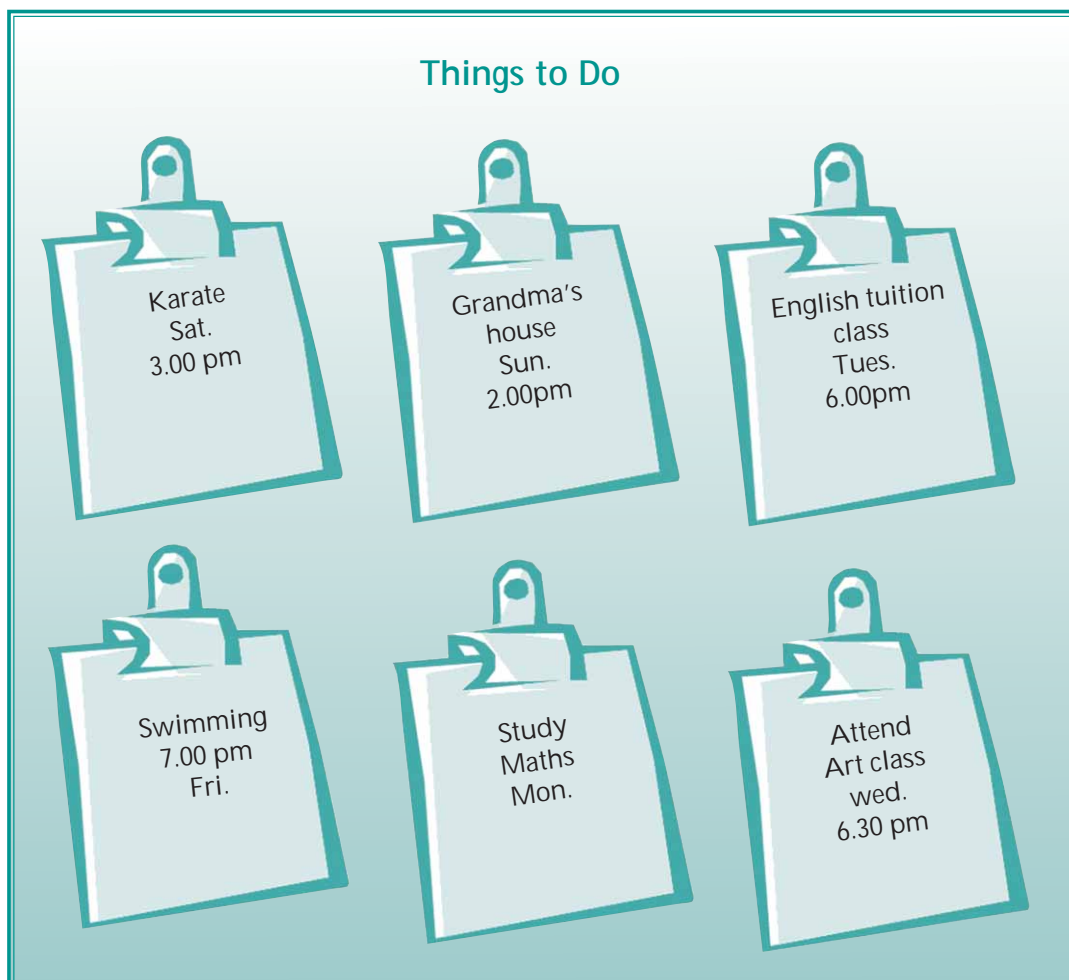 Things to Do
Karate
Sat.
3.00 pm
Grandma's
house
Sun.
2.00pm
English tuition
class
Tues.
6.00pm
Swimming
7.00 pm
Fri.
Study
Maths
Mon.
Attend
Art class
wed.
6.30 pm